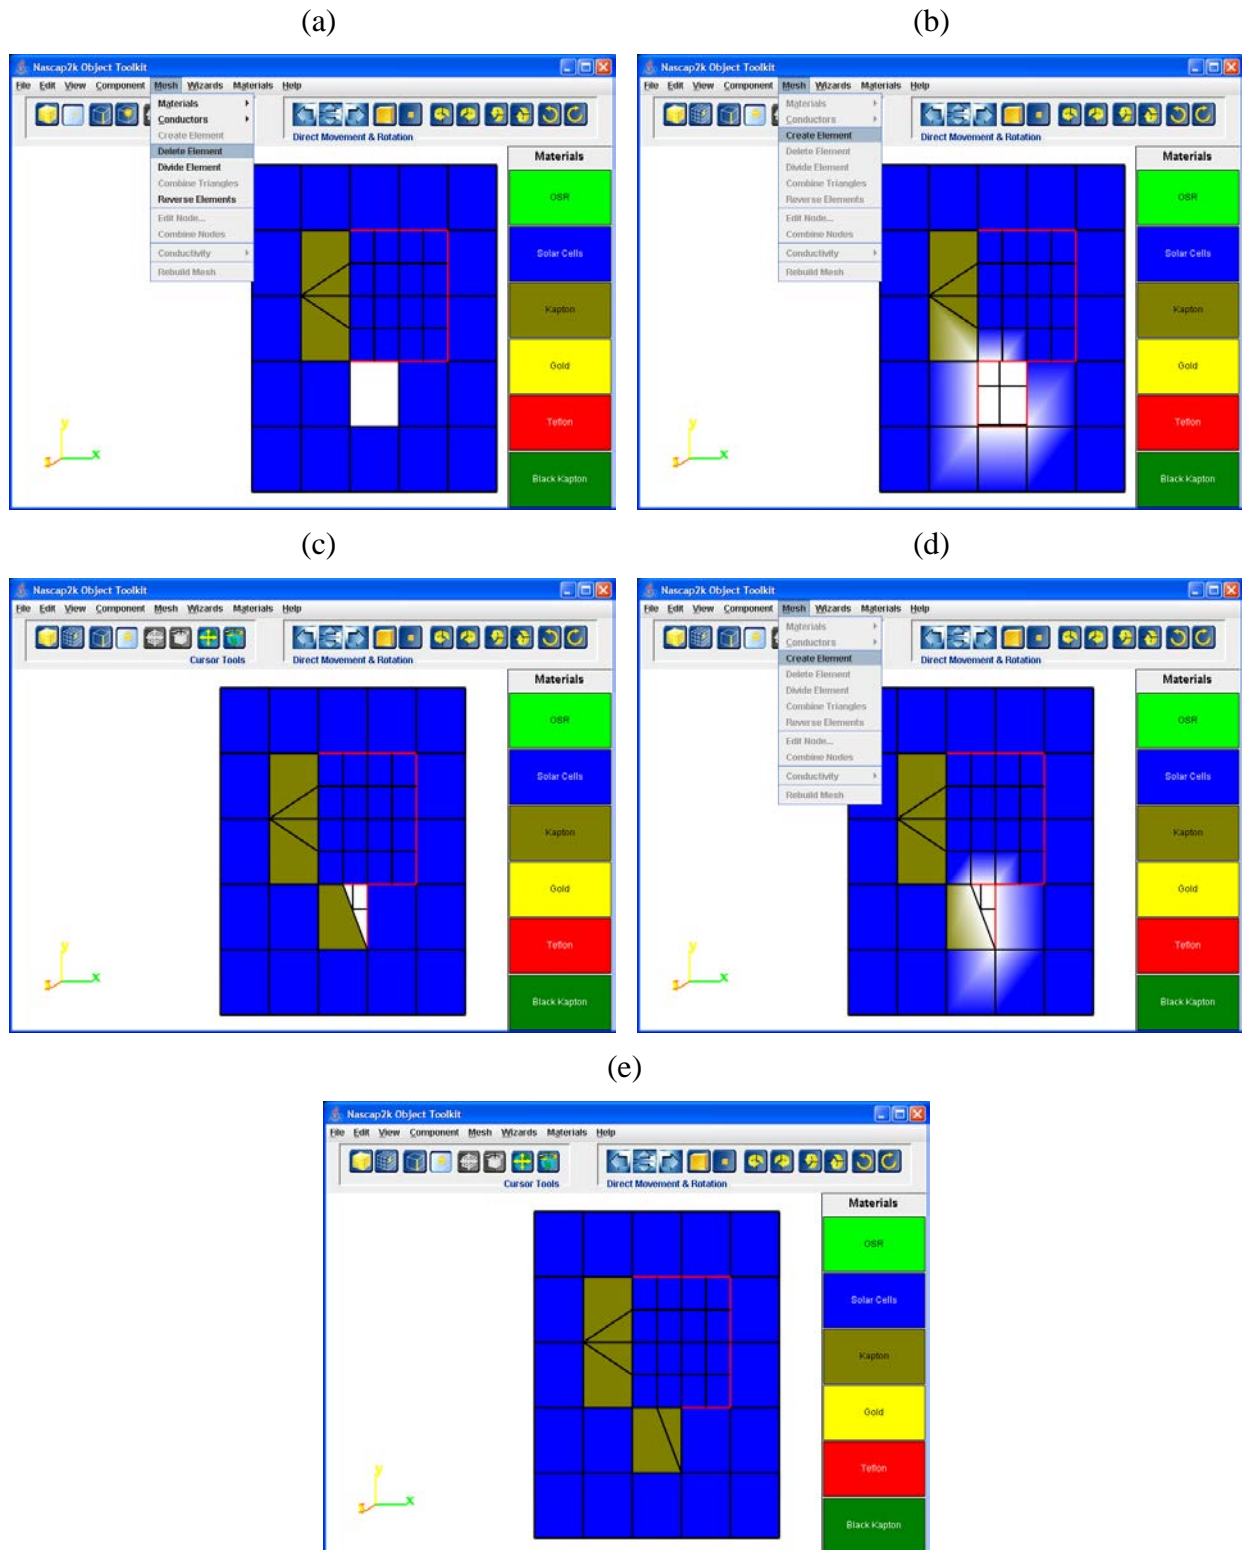 (a)
Nascap2k Object Toolkit
File Edit View Component Mesh Wizards Materials Help
Materials
Conductors
Create Element
Delete Element
Divide Element
Combine Triangles
Reverse Elements
Edit Node...
Combine Nodes
Conductivity
Rebuild Mesh
Direct Movement & Rotation
Materials
OSR
Solar Cells
Kapton
Gold
Teflon
Black Kapton
y
x
(b)
Nascap2k Object Toolkit
File Edit View Component Mesh Wizards Materials Help
Materials
Conductors
Create Element
Delete Element
Divide Element
Combine Triangles
Reverse Elements
Edit Node...
Combine Nodes
Conductivity
Rebuild Mesh
Direct Movement & Rotation
Materials
OSR
Solar Cells
Kapton
Gold
Teflon
Black Kapton
y
x
(c)
Nascap2k Object Toolkit
File Edit View Component Mesh Wizards Materials Help
Cursor Tools
Direct Movement & Rotation
Materials
OSR
Solar Cells
Kapton
Gold
Teflon
Black Kapton
y
x
(d)
Nascap2k Object Toolkit
File Edit View Component Mesh Wizards Materials Help
Materials
Conductors
Create Element
Delete Element
Divide Element
Combine Triangles
Reverse Elements
Edit Node...
Combine Nodes
Conductivity
Rebuild Mesh
Direct Movement & Rotation
Materials
OSR
Solar Cells
Kapton
Gold
Teflon
Black Kapton
y
x
(e)
Nascap2k Object Toolkit
File Edit View Component Mesh Wizards Materials Help
Cursor Tools
Direct Movement & Rotation
Materials
OSR
Solar Cells
Kapton
Gold
Teflon
Black Kapton
y
x